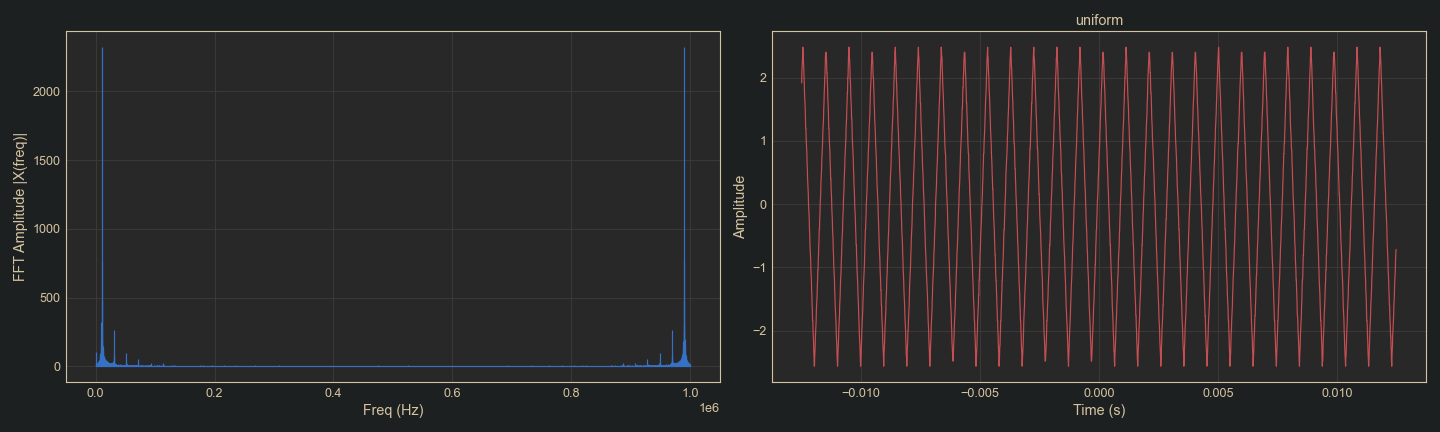 FFT Amplitude |X(freq)|
2000
1500
1000
500
0
0.0 0.2 0.4 0.6 0.8 1.0
1e6
Freq (Hz)
uniform
Amplitude
2
1
0
−1
−2
−0.010 −0.005 0.000 0.005 0.010
Time (s)